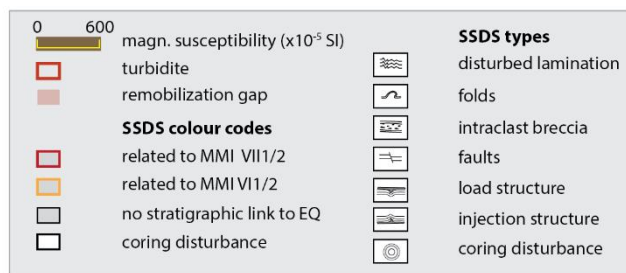 0 600
magn. susceptibility (x10⁻⁵ SI)
turbidite
remobilization gap
SSDS colour codes
related to MMI VII1/2
related to MMI VI1/2
no stratigraphic link to EQ
coring disturbance
SSDS types
disturbed lamination
folds
intraclast breccia
faults
load structure
injection structure
coring disturbance